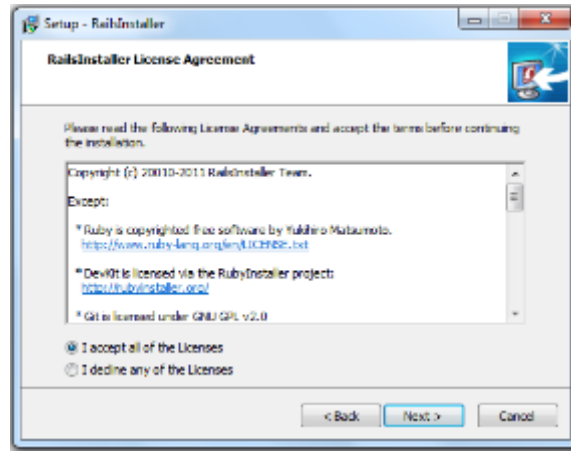 Setup - RailsInstaller
RailsInstaller License Agreement
Please read the following License Agreements and accept the terms before continuing
the installation.
Copyright (c) 20010-2011 RailsInstaller Team.
Except:
* Ruby is copyrighted free software by Yukihiro Matsumoto.
http://www.ruby-lang.org/en/LICENSE.txt
* DevKit is licensed via the RubyInstaller project:
http://rubyinstaller.org/
* Git is licensed under GNU GPL v2.0
I accept all of the Licenses
I decline any of the Licenses
< Back
Next >
Cancel